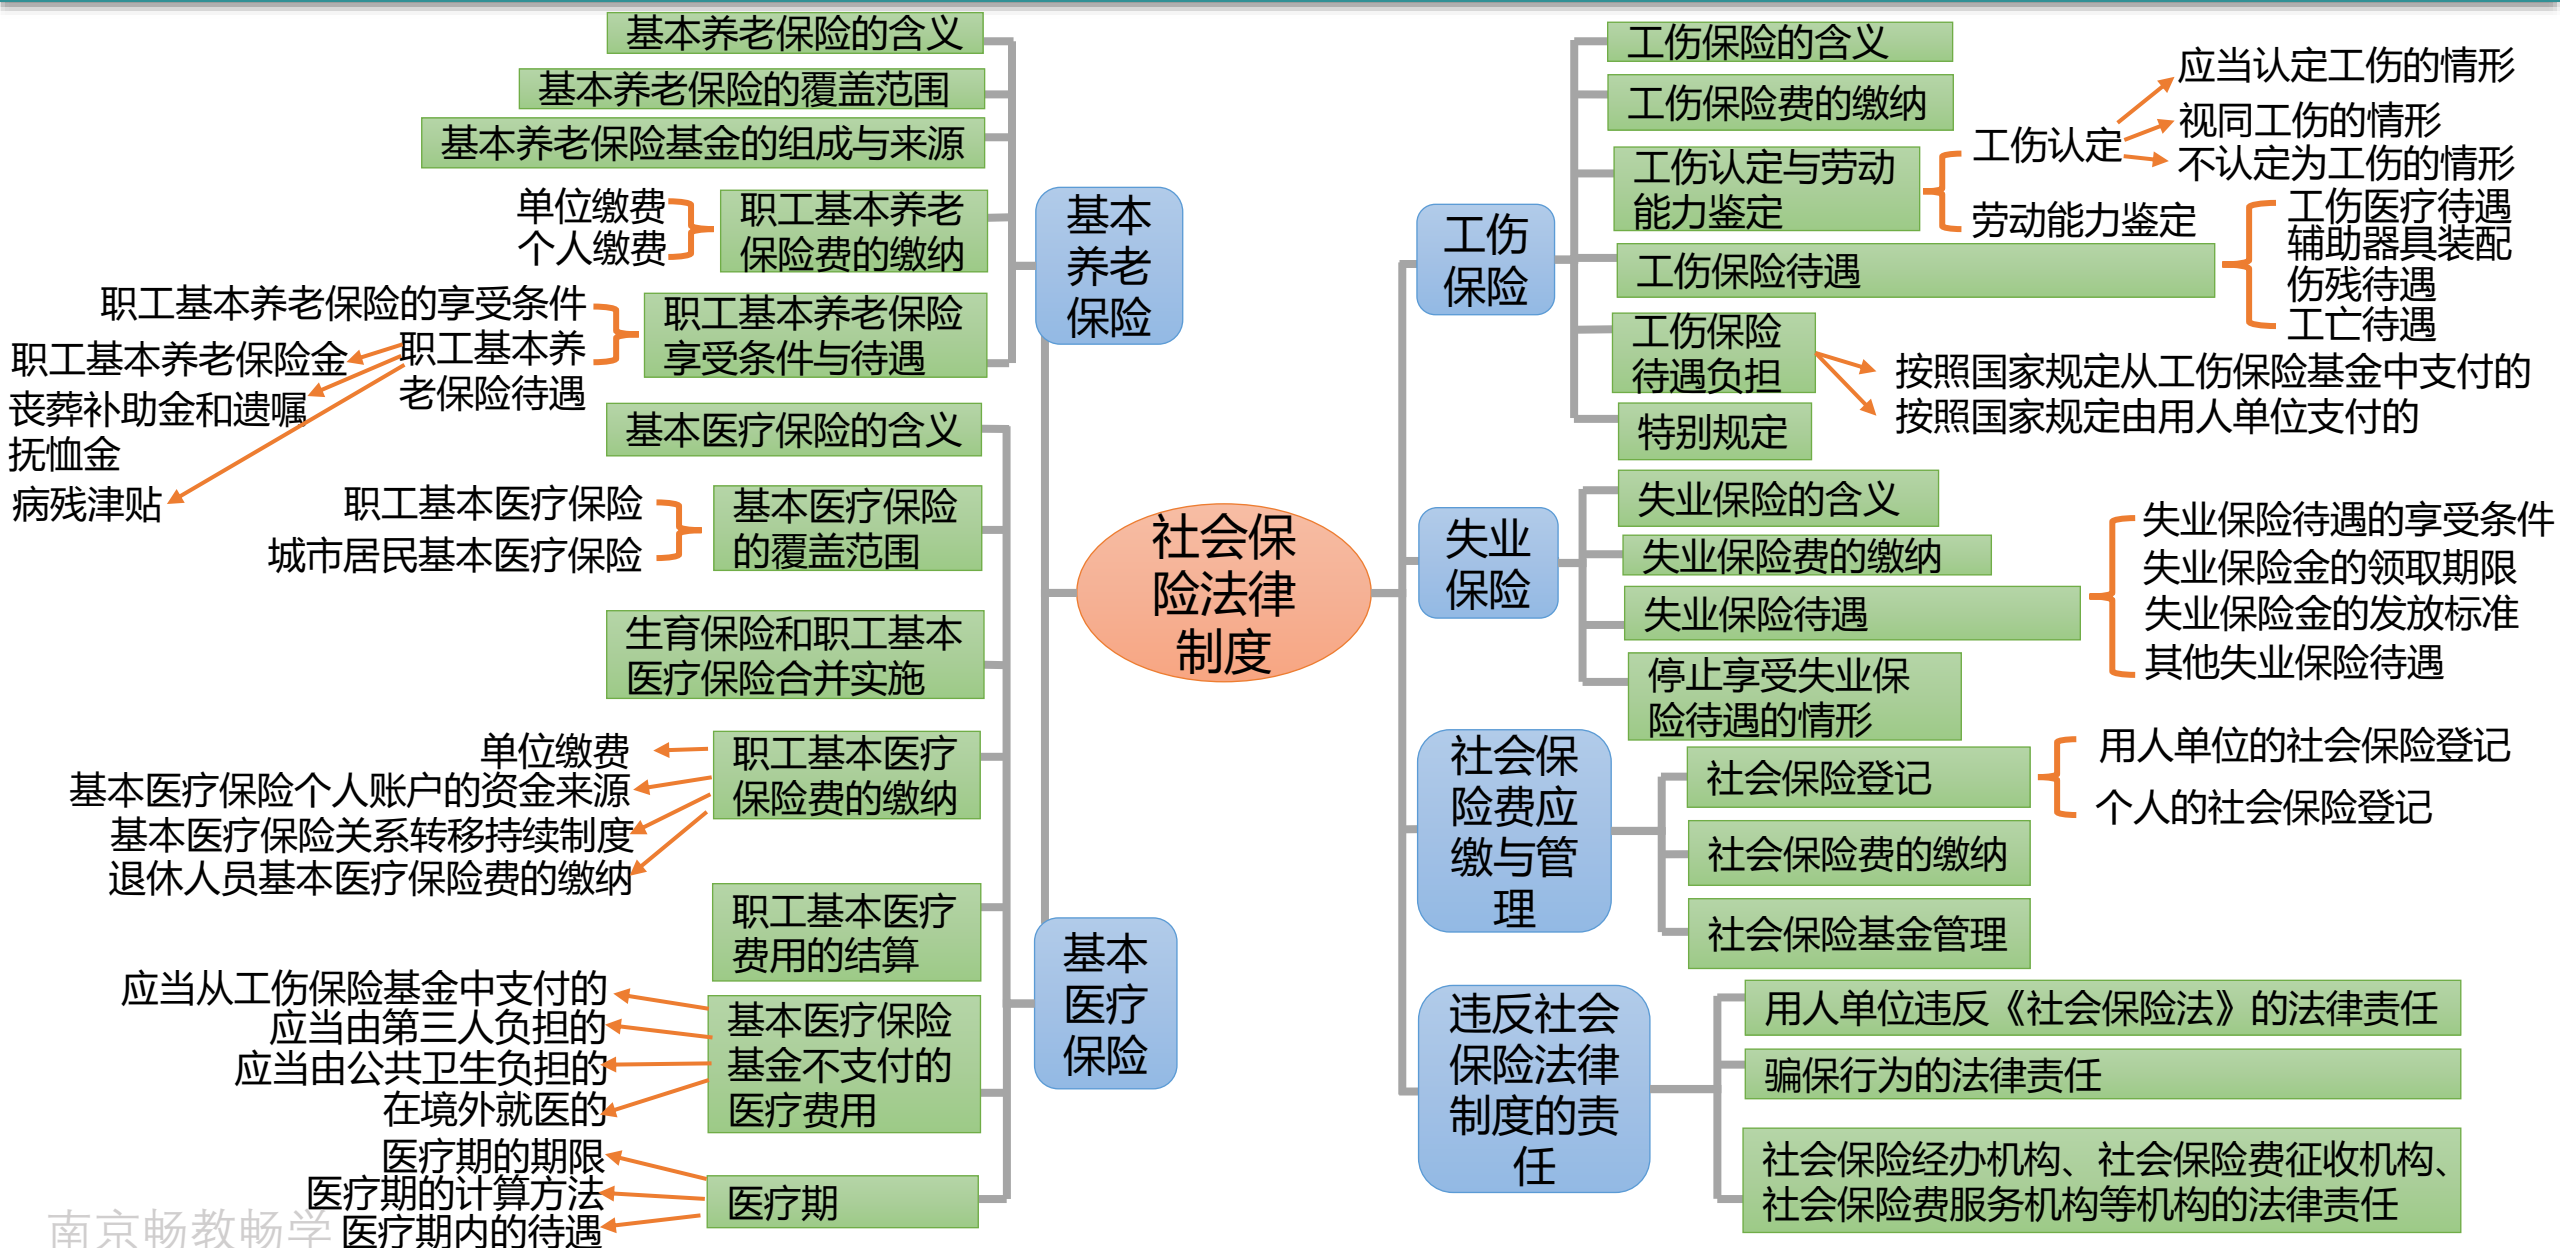 社会保
险法律
制度
基本
养老
保险
基本养老保险的含义
基本养老保险的覆盖范围
基本养老保险基金的组成与来源
职工基本养老
保险费的缴纳
单位缴费
个人缴费
职工基本养老保险
享受条件与待遇
职工基本养老保险的享受条件
职工基本养
老保险待遇
职工基本养老保险金
丧葬补助金和遗嘱
抚恤金
病残津贴
基本
医疗
保险
基本医疗保险的含义
基本医疗保险
的覆盖范围
职工基本医疗保险
城市居民基本医疗保险
生育保险和职工基本
医疗保险合并实施
职工基本医疗
保险费的缴纳
单位缴费
基本医疗保险个人账户的资金来源
基本医疗保险关系转移持续制度
退休人员基本医疗保险费的缴纳
职工基本医疗
费用的结算
基本医疗保险
基金不支付的
医疗费用
应当从工伤保险基金中支付的
应当由第三人负担的
应当由公共卫生负担的
在境外就医的
医疗期
医疗期的期限
医疗期的计算方法
医疗期内的待遇
工伤
保险
工伤保险的含义
工伤保险费的缴纳
工伤认定与劳动
能力鉴定
工伤认定
应当认定工伤的情形
视同工伤的情形
不认定为工伤的情形
劳动能力鉴定
工伤保险待遇
工伤医疗待遇
辅助器具装配
伤残待遇
工亡待遇
工伤保险
待遇负担
按照国家规定从工伤保险基金中支付的
按照国家规定由用人单位支付的
特别规定
失业
保险
失业保险的含义
失业保险费的缴纳
失业保险待遇
失业保险待遇的享受条件
失业保险金的领取期限
失业保险金的发放标准
其他失业保险待遇
停止享受失业保
险待遇的情形
社会保
险费应
缴与管
理
社会保险登记
用人单位的社会保险登记
个人的社会保险登记
社会保险费的缴纳
社会保险基金管理
违反社会
保险法律
制度的责
任
用人单位违反《社会保险法》的法律责任
骗保行为的法律责任
社会保险经办机构、社会保险费征收机构、
社会保险费服务机构等机构的法律责任
南京畅教畅学